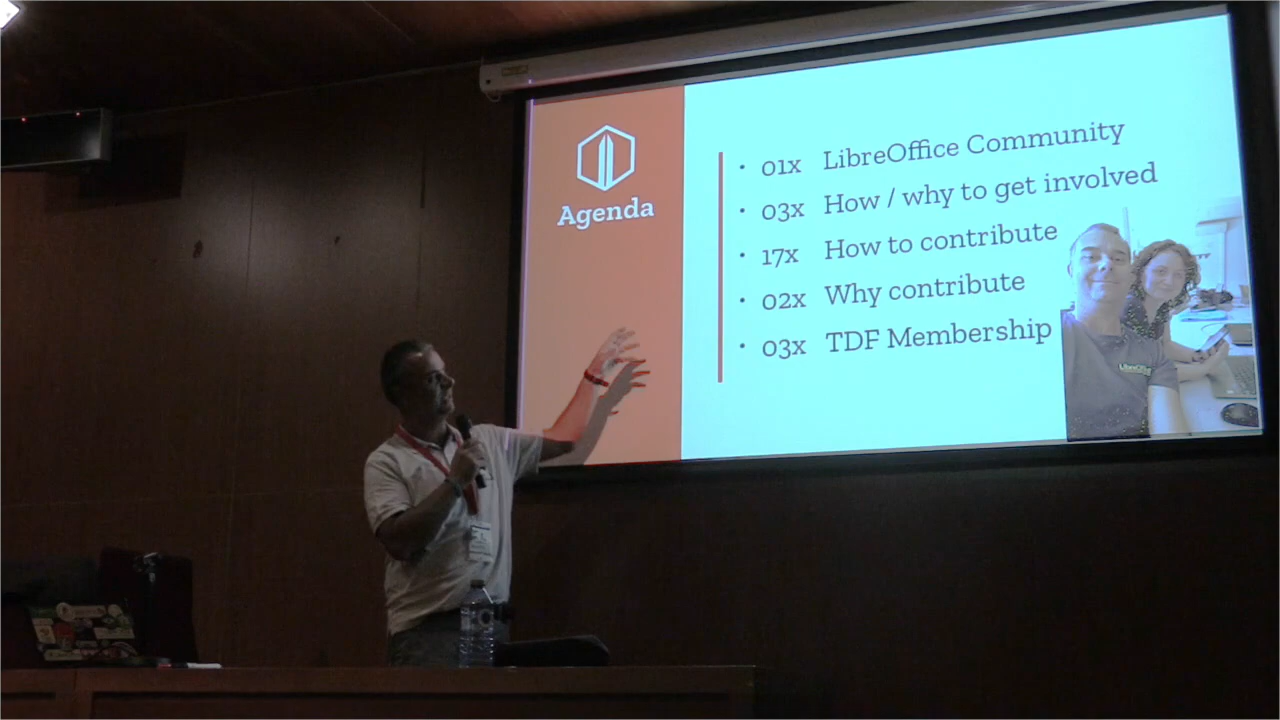 Agenda
• 01x LibreOffice Community
• 03x How / why to get involved
• 17x How to contribute
• 02x Why contribute
• 03x TDF Membership
LibreOffice